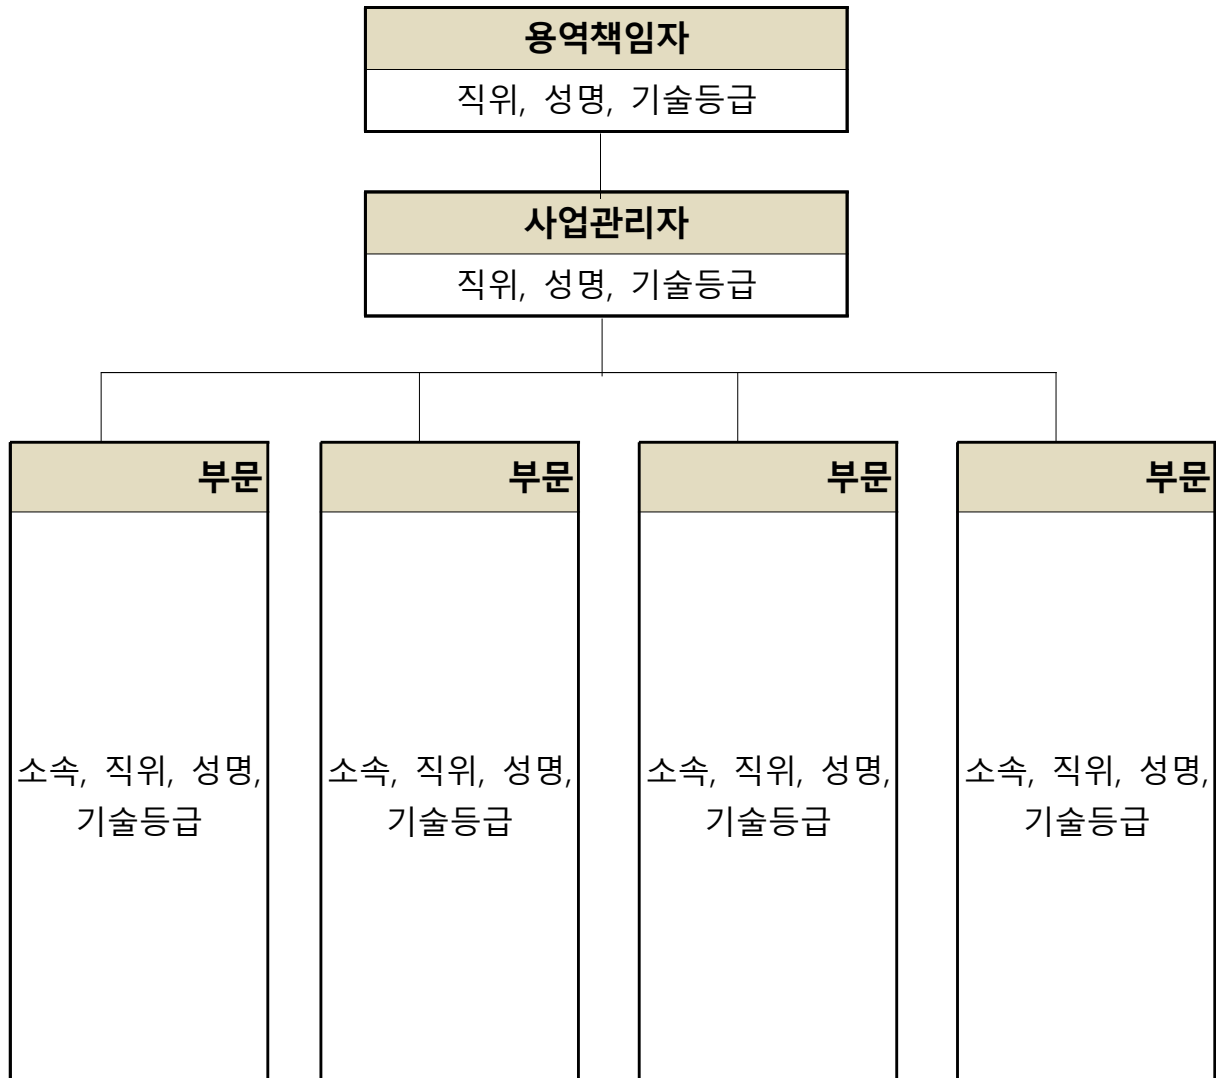 용역책임자
직위, 성명, 기술등급
사업관리자
직위, 성명, 기술등급
부문
소속, 직위, 성명,
기술등급
부문
소속, 직위, 성명,
기술등급
부문
소속, 직위, 성명,
기술등급
부문
소속, 직위, 성명,
기술등급